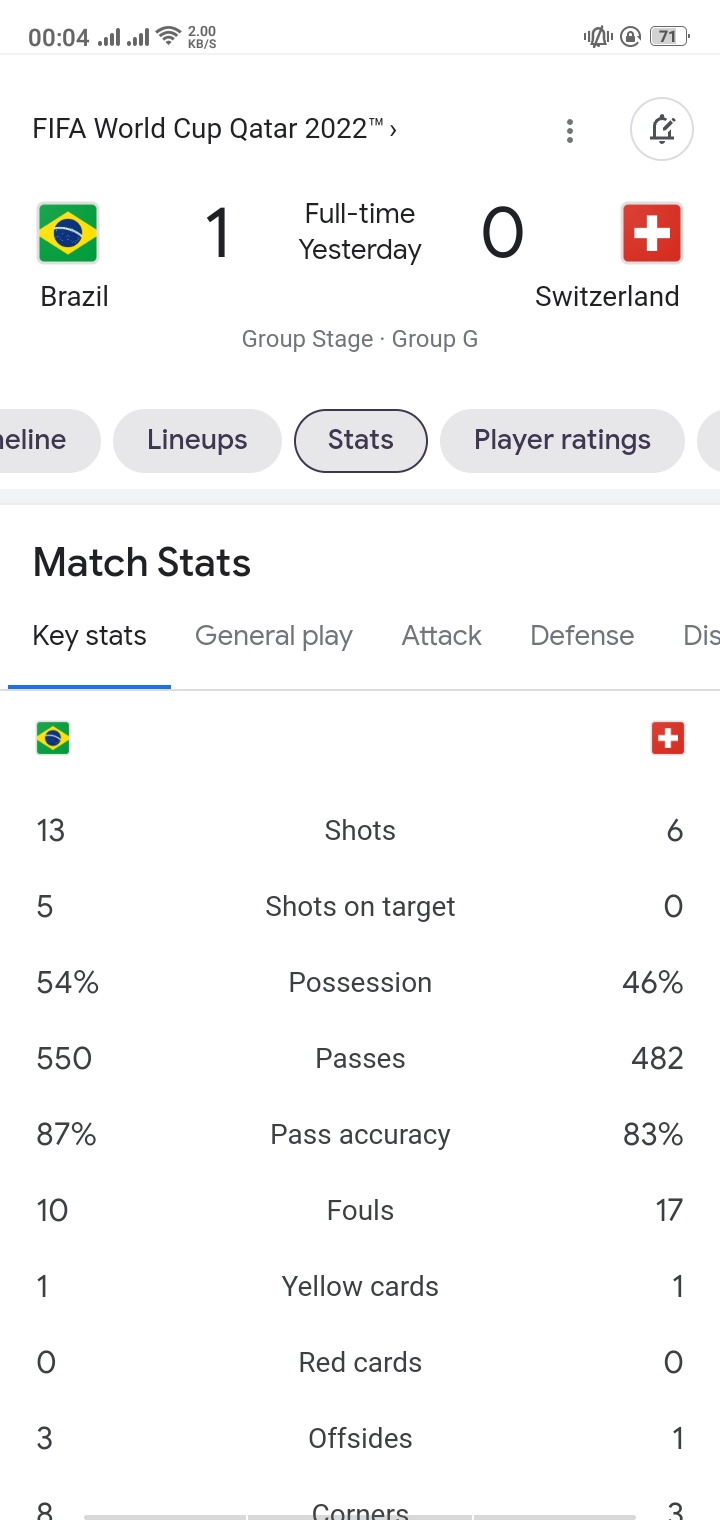 00:04 2.00 KB/S 71
FIFA World Cup Qatar 2022™ ›
1 Full-time 0
Yesterday
Brazil Switzerland
Group Stage · Group G
eline Lineups Stats Player ratings
Match Stats
Key stats General play Attack Defense Dis
13 Shots 6
5 Shots on target 0
54% Possession 46%
550 Passes 482
87% Pass accuracy 83%
10 Fouls 17
1 Yellow cards 1
0 Red cards 0
3 Offsides 1
8 Corners 3